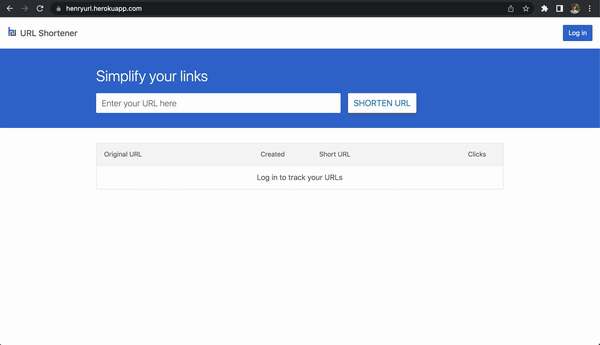 henryurl.herokuapp.com
URL Shortener
Log in
Simplify your links
Enter your URL here
SHORTEN URL
Original URL Created Short URL Clicks
Log in to track your URLs